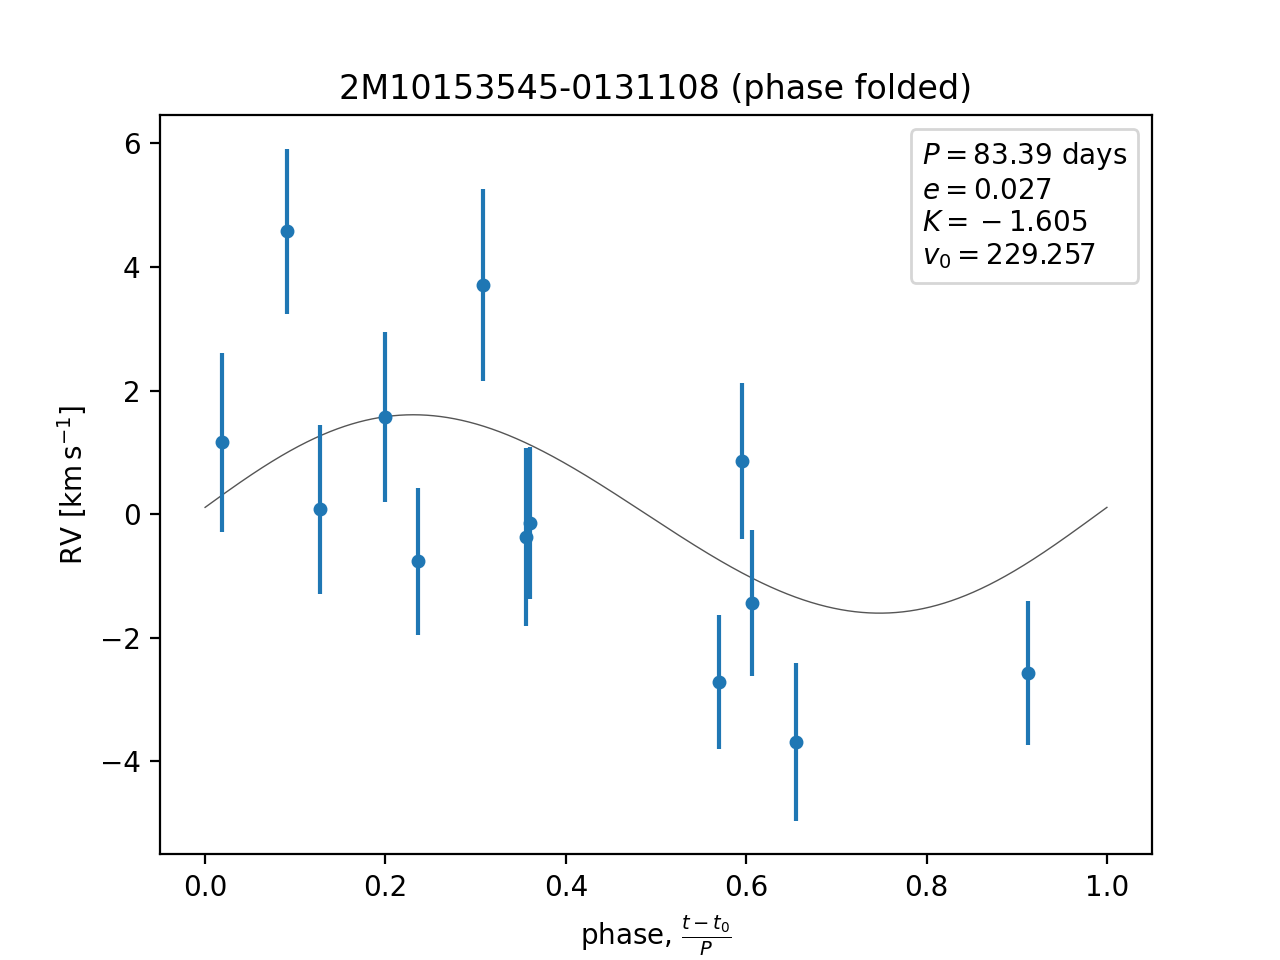 2M10153545-0131108 (phase folded)
P = 83.39 days
e = 0.027
K = −1.605
v₀ = 229.257
6
4
2
0
−2
−4
RV [km s⁻¹]
0.0 0.2 0.4 0.6 0.8 1.0
phase, (t − t₀)/P